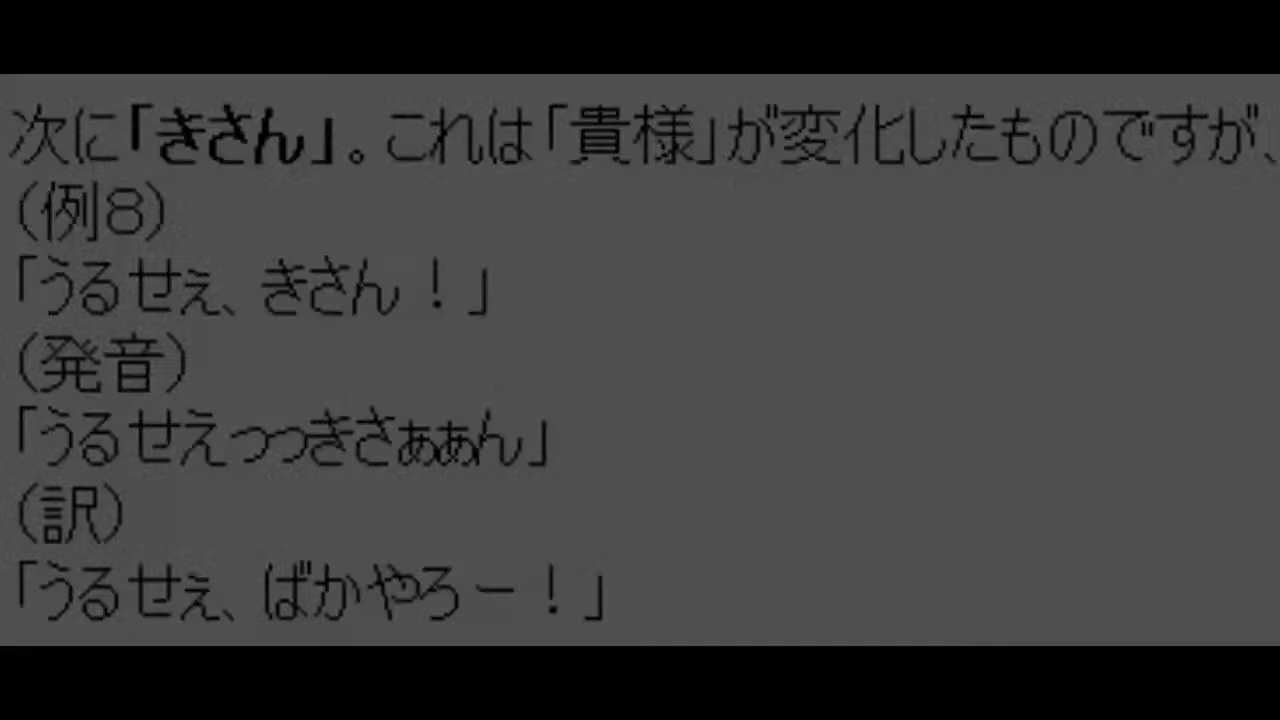 次に「きさん」。これは「貴様」が変化したものですが、
（例８）
「うるせぇ、きさん！」
（発音）
「うるせえっっきさぁぁん」
（訳）
「うるせぇ、ばかやろー！」